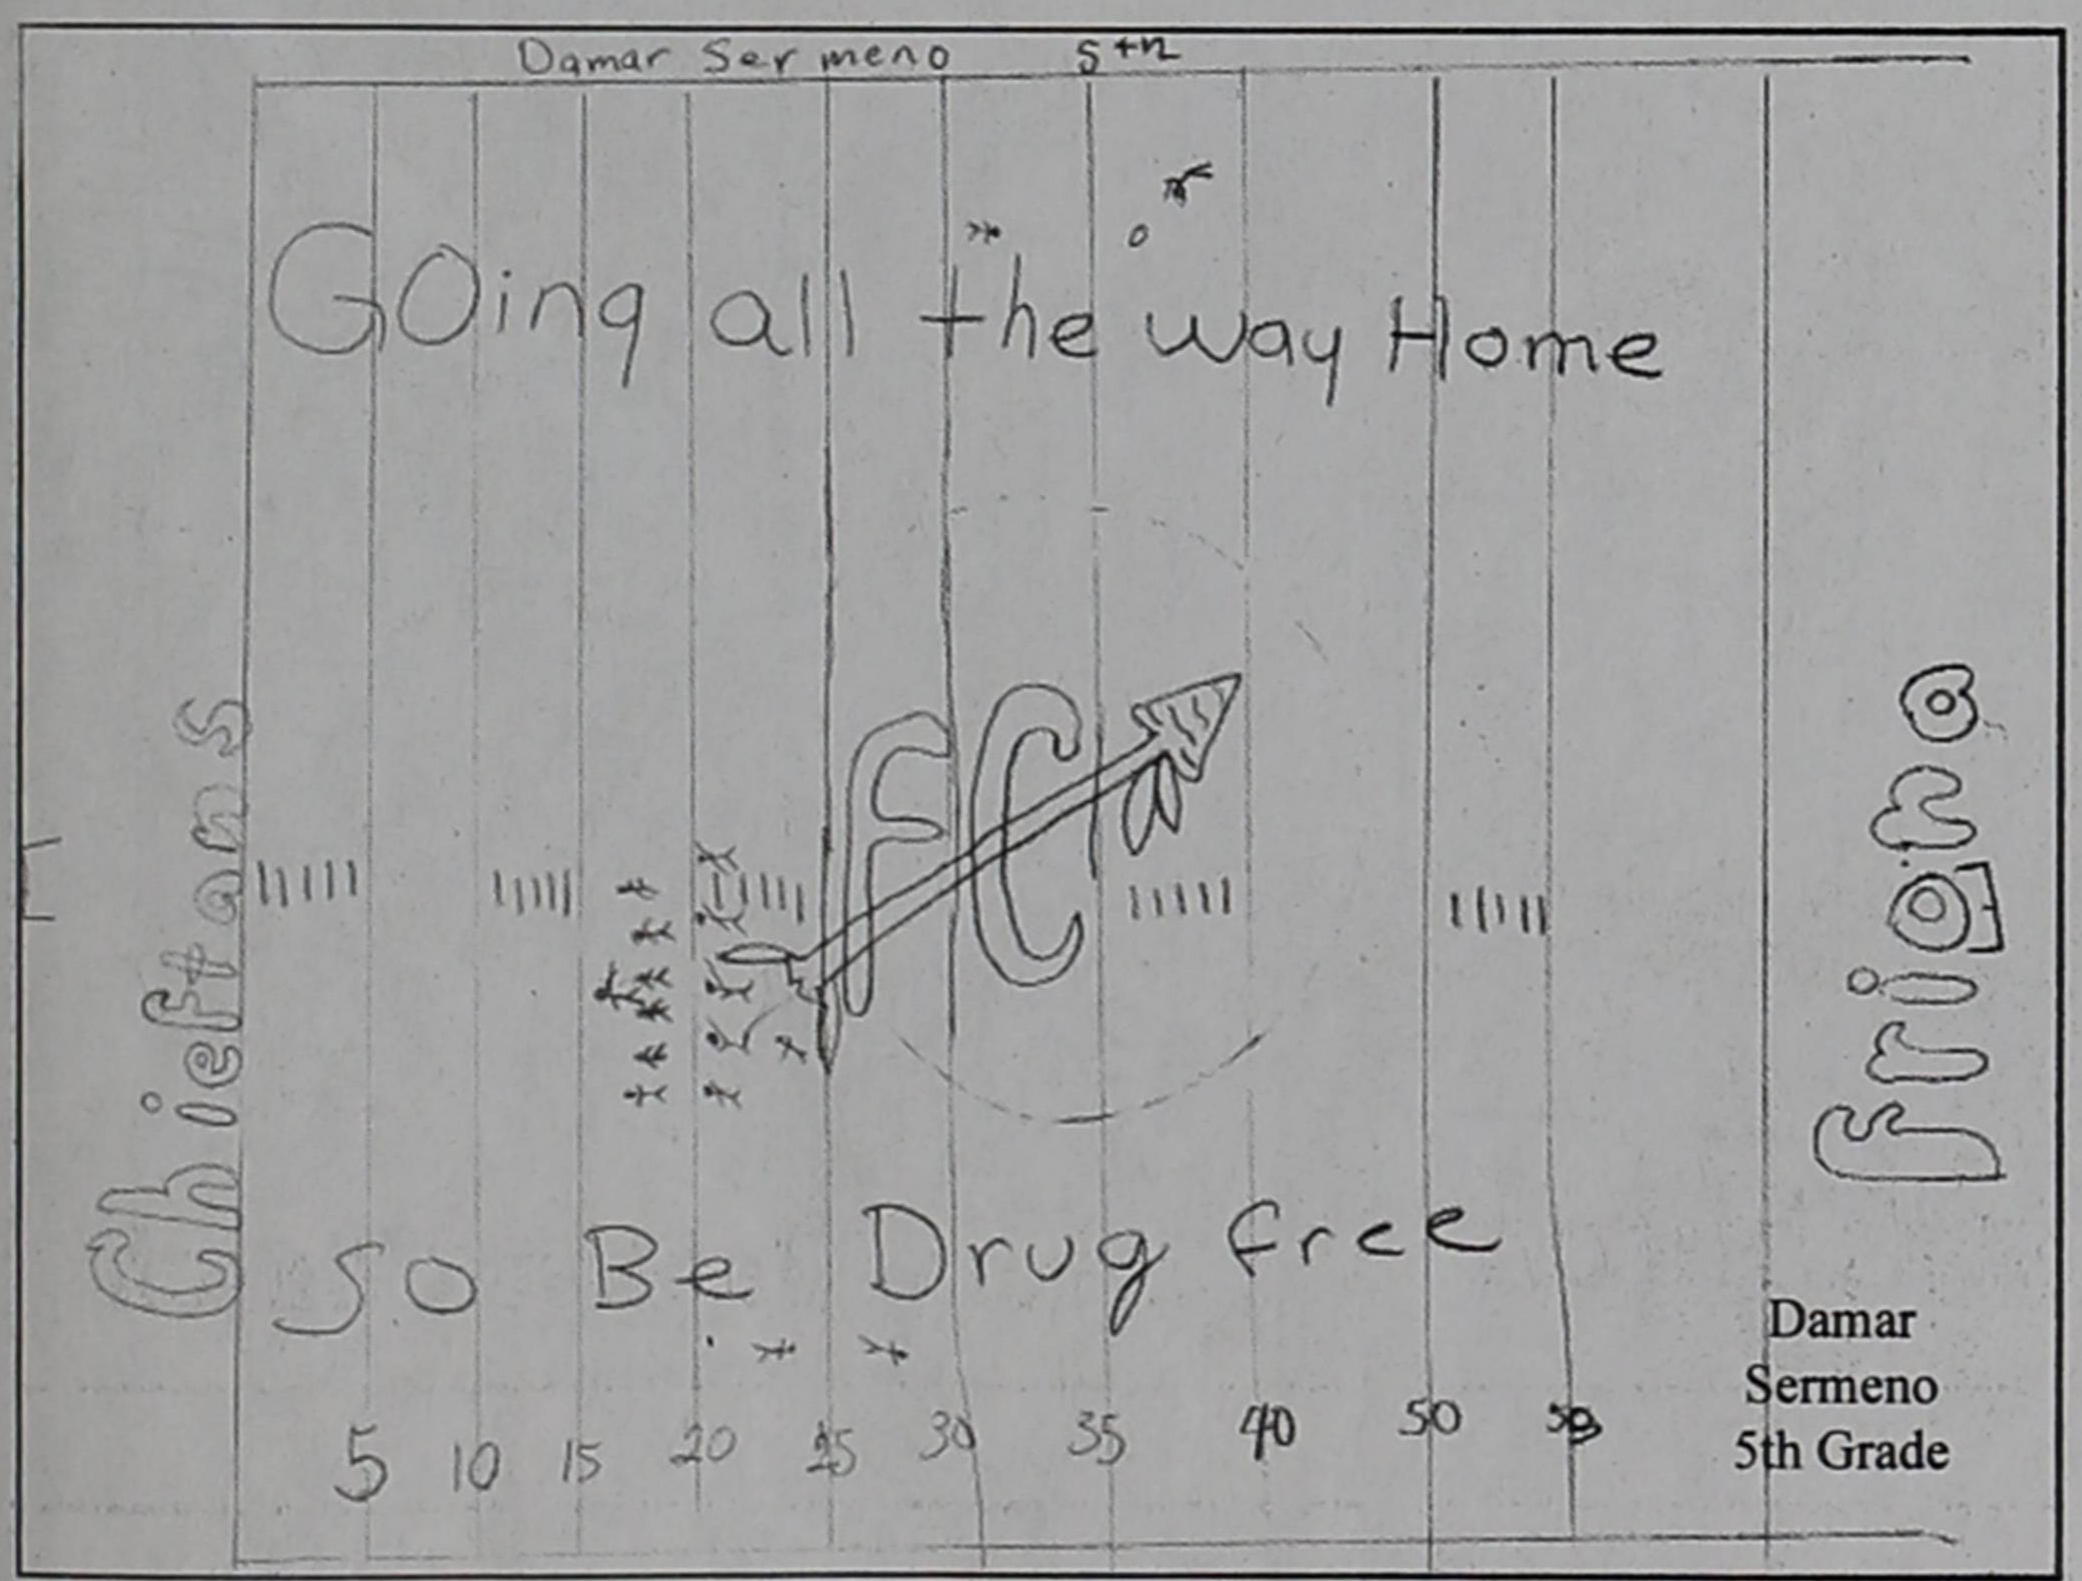 Damar Sermeno 5th
GOing all the way Home
Chieftans
FC
friona
So Be Drug free
5 10 15 20 25 30 35 40 50
Damar
Sermeno
5th Grade